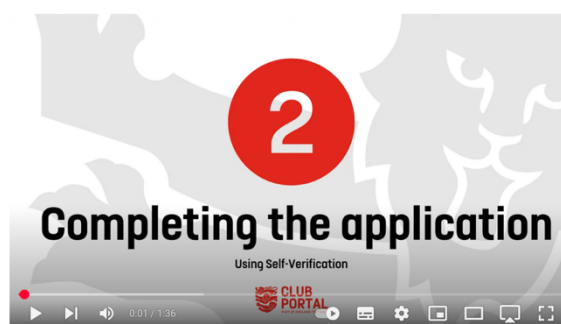 2
Completing the application
Using Self-Verification
CLUB
PORTAL
0:01 / 1:36